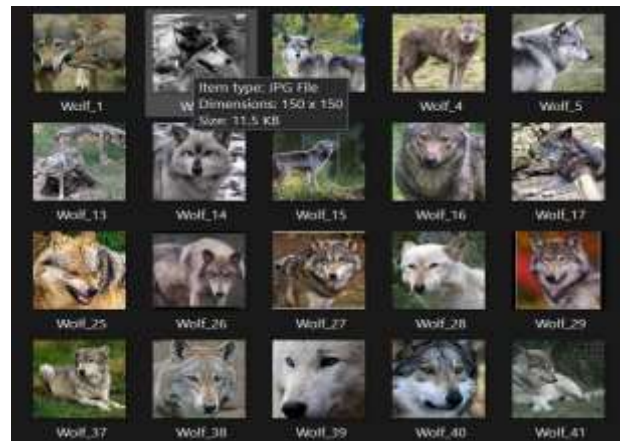 Wolf_1
W
Item type: JPG File
Dimensions: 150 x 150
Size: 11.5 KB
Wolf_4
Wolf_5
Wolf_13
Wolf_14
Wolf_15
Wolf_16
Wolf_17
Wolf_25
Wolf_26
Wolf_27
Wolf_28
Wolf_29
Wolf_37
Wolf_38
Wolf_39
Wolf_40
Wolf_41